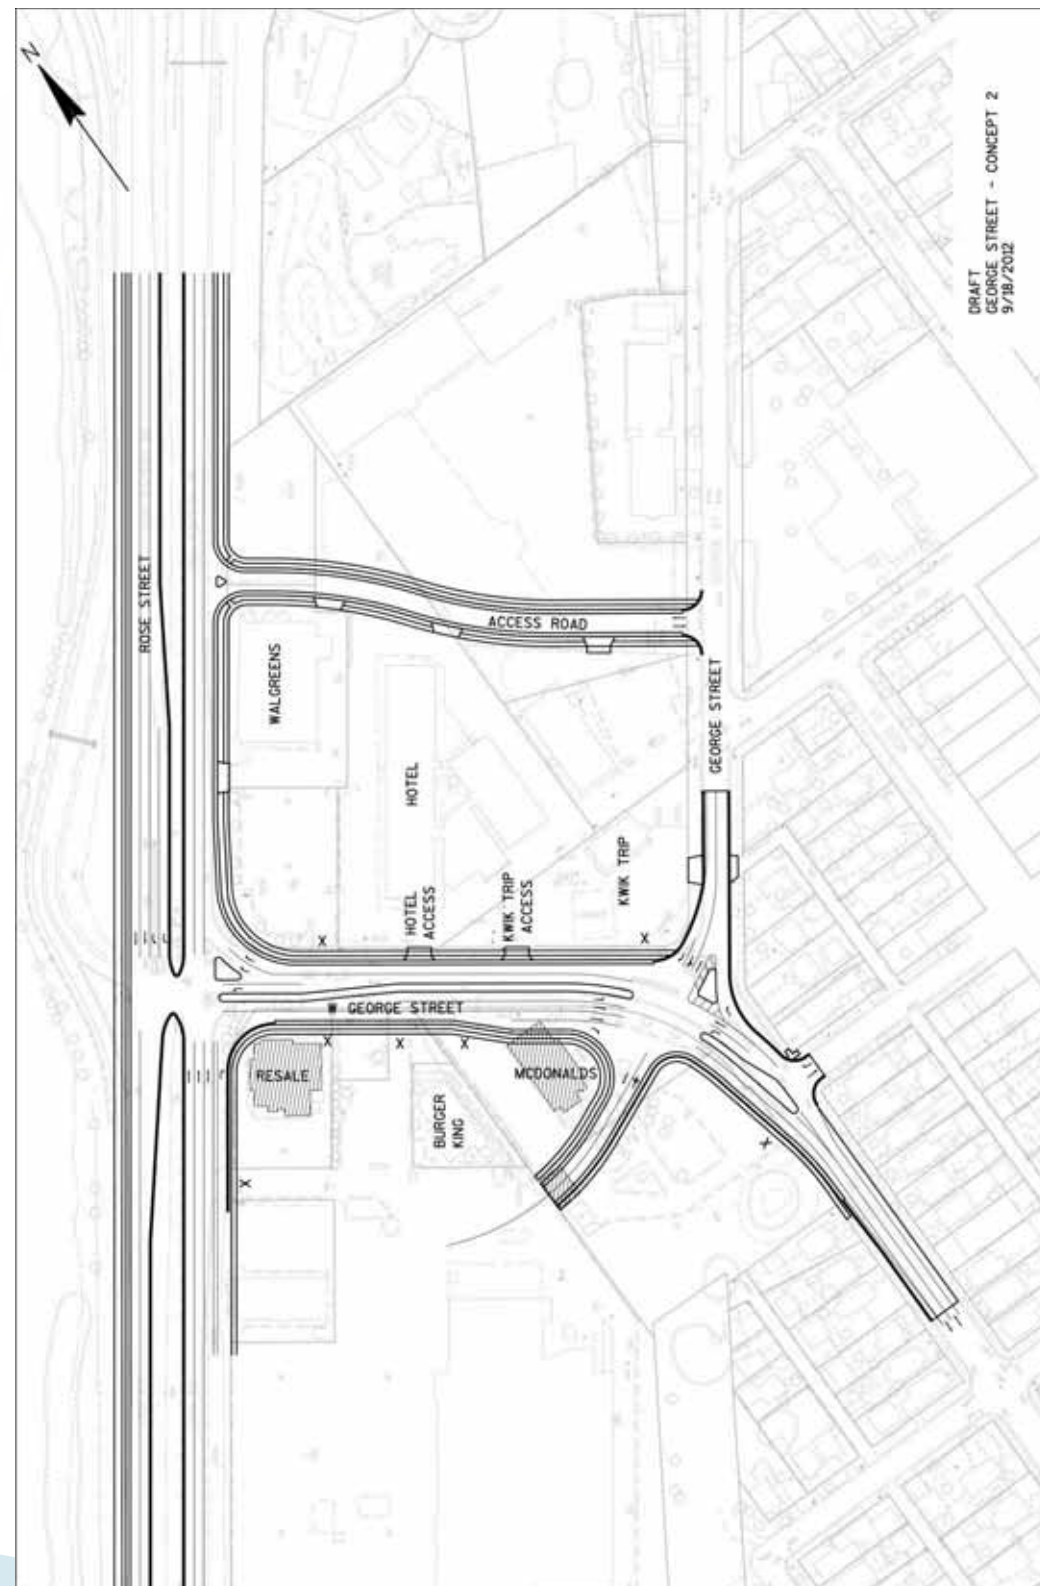 N
DRAFT
GEORGE STREET - CONCEPT 2
9/18/2012
ROSE STREET
ACCESS ROAD
WALGREENS
GEORGE STREET
HOTEL
KWIK TRIP
HOTEL
ACCESS
KWIK TRIP
ACCESS
X
X
W GEORGE STREET
X
X
X
RESALE
MCDONALDS
BURGER
KING
X
X